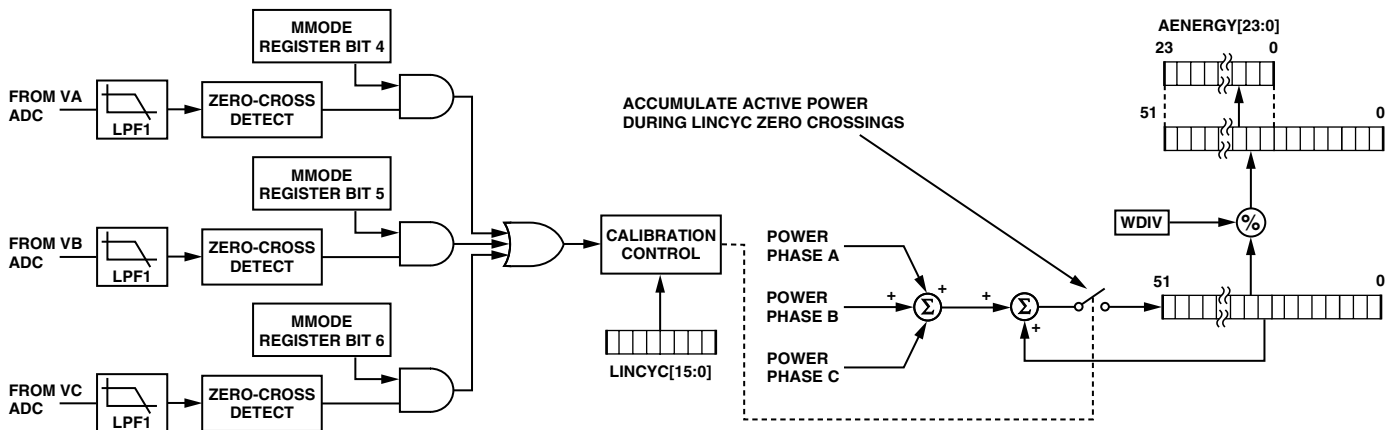 MMODE
REGISTER BIT 4
FROM VA
ADC
LPF1
ZERO-CROSS
DETECT
MMODE
REGISTER BIT 5
FROM VB
ADC
LPF1
ZERO-CROSS
DETECT
MMODE
REGISTER BIT 6
FROM VC
ADC
LPF1
ZERO-CROSS
DETECT
CALIBRATION
CONTROL
LINCYC[15:0]
ACCUMULATE ACTIVE POWER
DURING LINCYC ZERO CROSSINGS
POWER
PHASE A
POWER
PHASE B
POWER
PHASE C
+
+
Σ
+
Σ
+
AENERGY[23:0]
23 0
51 0
WDIV
%
51 0